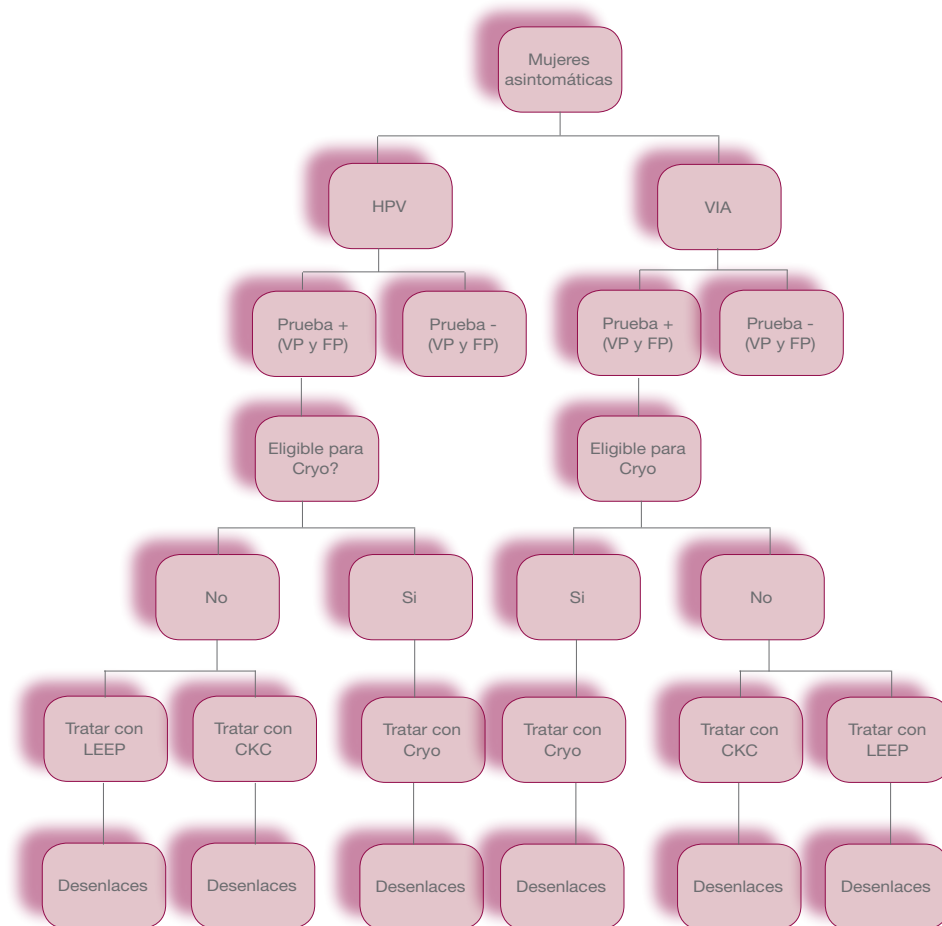 Mujeres
asintomáticas
HPV
VIA
Prueba +
(VP y FP)
Prueba -
(VP y FP)
Prueba +
(VP y FP)
Prueba -
(VP y FP)
Eligible para
Cryo?
Eligible para
Cryo
No
Si
Si
No
Tratar con
LEEP
Tratar con
CKC
Tratar con
Cryo
Tratar con
Cryo
Tratar con
CKC
Tratar con
LEEP
Desenlaces
Desenlaces
Desenlaces
Desenlaces
Desenlaces
Desenlaces